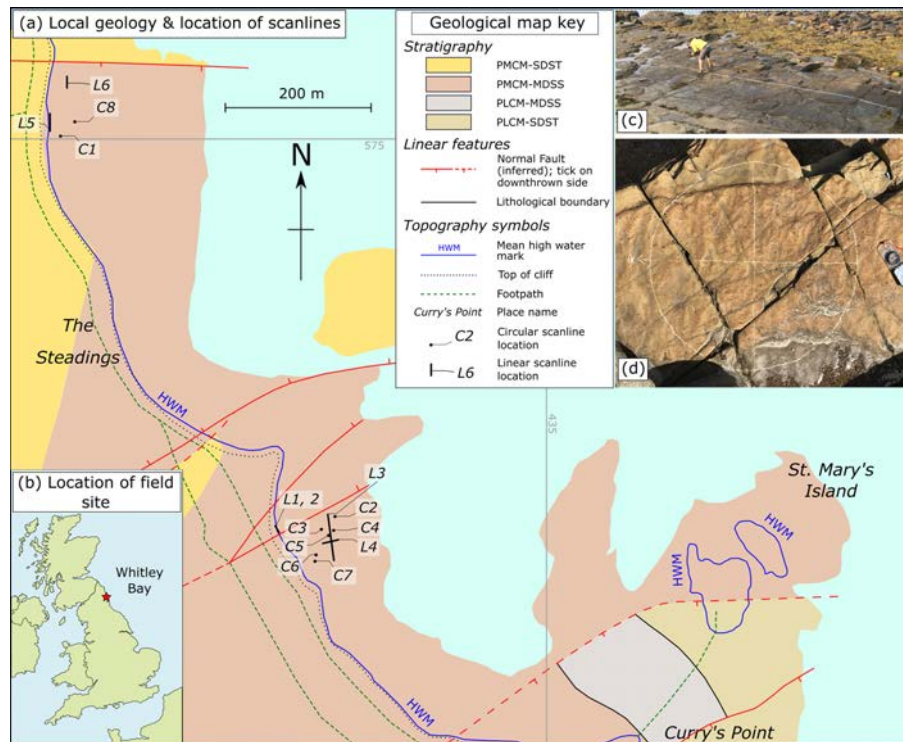 (a) Local geology & location of scanlines
L6
C8
L5
C1
200 m
575
N
The
Steadings
HWM
435
L3
L1, 2
C2
C3
C4
C5
L4
C6
C7
St. Mary's
Island
HWM
HWM
Curry's Point
Geological map key
Stratigraphy
PMCM-SDST
PMCM-MDSS
PLCM-MDSS
PLCM-SDST
Linear features
Normal Fault
(inferred); tick on
downthrown side
Lithological boundary
Topography symbols
HWM
Mean high water
mark
Top of cliff
Footpath
Curry's Point
Place name
C2
Circular scanline
location
L6
Linear scanline
location
HWM
(b) Location of field
site
Whitley
Bay
(c)
(d)